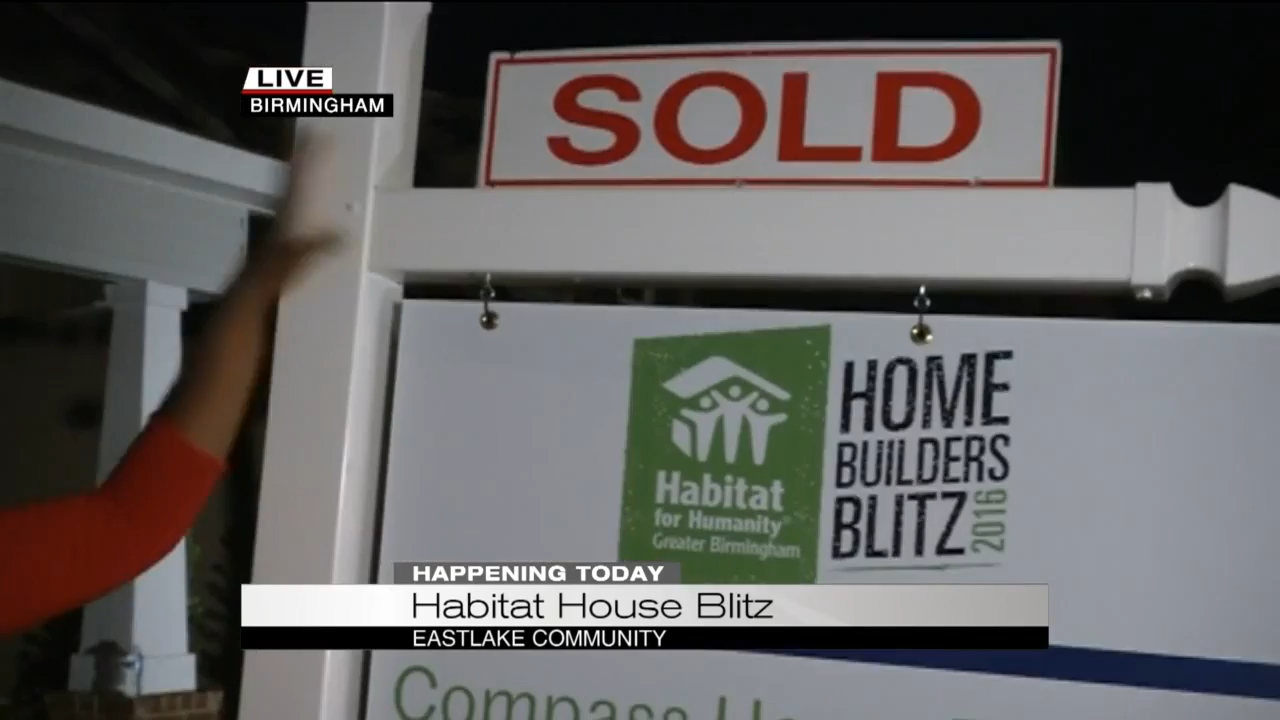 LIVE
BIRMINGHAM
SOLD
Habitat
for Humanity®
Greater Birmingham
HOME
BUILDERS
BLITZ
2016
HAPPENING TODAY
Habitat House Blitz
EASTLAKE COMMUNITY
Compass